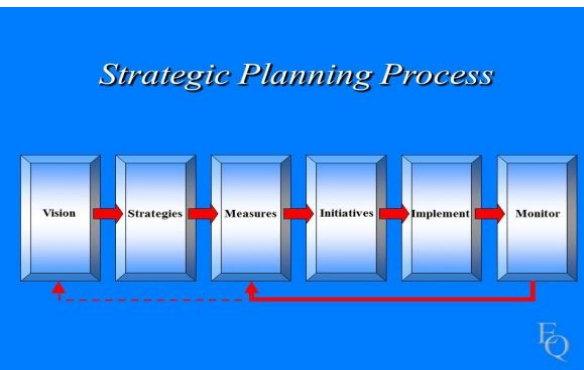 Strategic Planning Process
Vision
Strategies
Measures
Initiatives
Implement
Monitor
EQ